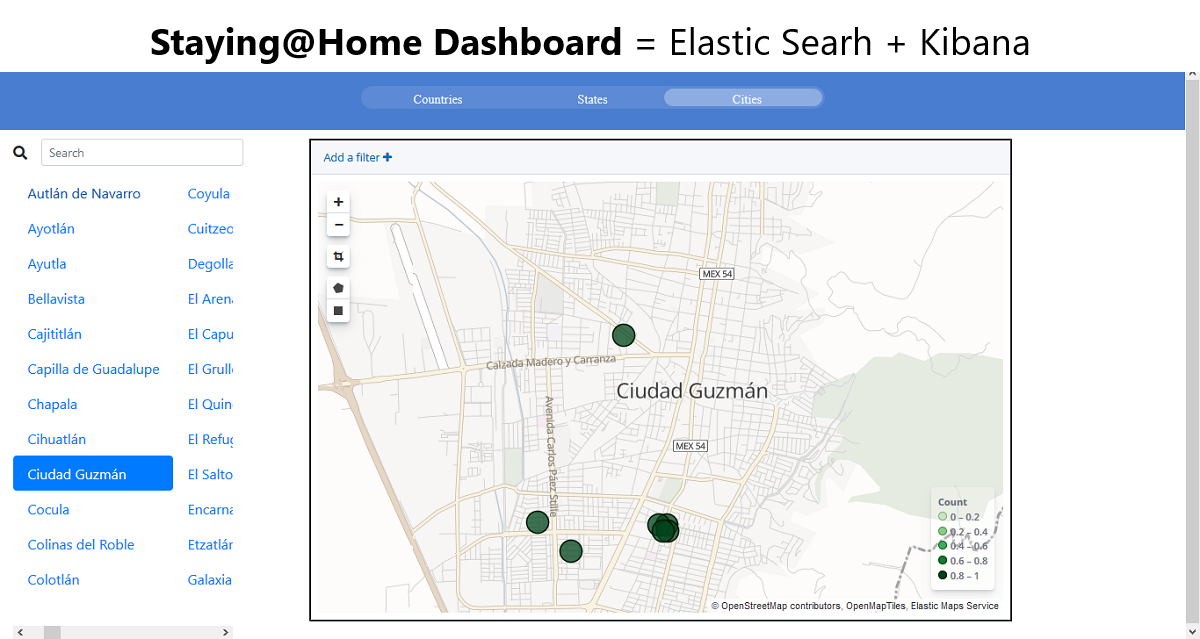 Staying@Home Dashboard = Elastic Searh + Kibana
Countries States Cities
Search
Add a filter
Autlán de Navarro
Ayotlán
Ayutla
Bellavista
Cajititlán
Capilla de Guadalupe
Chapala
Cihuatlán
Ciudad Guzmán
Cocula
Colinas del Roble
Colotlán
Coyula
Cuitzeo
Degolla
El Aren
El Capu
El Grull
El Quin
El Refug
El Salto
Encarna
Etzatlán
Galaxia
MEX 54
Calzada Madero y Carranza
Ciudad Guzmán
Avenida Carlos Páez Stille
MEX 54
Count
0 – 0.2
0.2 – 0.4
0.4 – 0.6
0.6 – 0.8
0.8 – 1
© OpenStreetMap contributors, OpenMapTiles, Elastic Maps Service